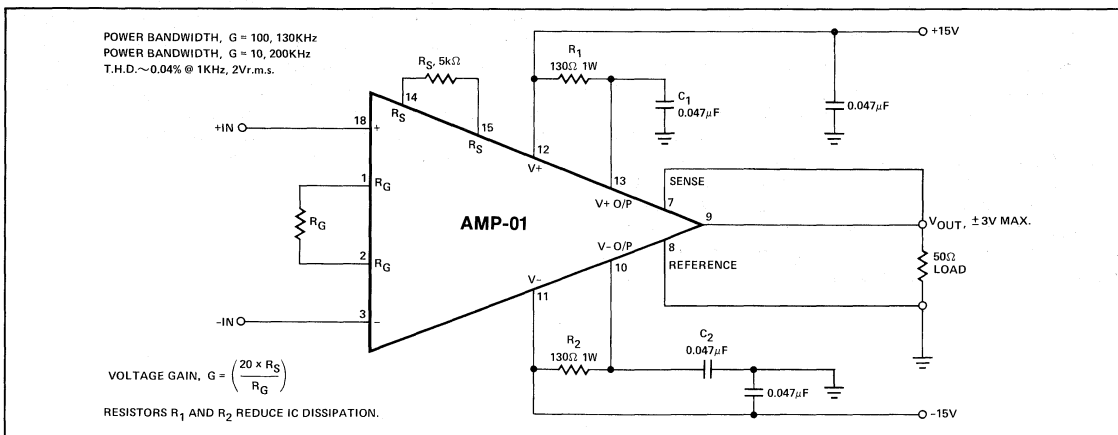 POWER BANDWIDTH, G = 100, 130KHz
POWER BANDWIDTH, G = 10, 200KHz
T.H.D.~0.04% @ 1KHz, 2Vr.m.s.
RS, 5kΩ
14
RS
15
RS
R1
130Ω 1W
C1
0.047μF
+15V
0.047μF
+IN
18
+
12
V+
13
V+ O/P
SENSE
7
1
RG
RG
AMP-01
9
VOUT, ±3V MAX.
2
RG
V- O/P
10
8
REFERENCE
50Ω
LOAD
V-
11
-IN
3
-
R2
130Ω 1W
C2
0.047μF
0.047μF
-15V
VOLTAGE GAIN, G = (20 × RS / RG)
RESISTORS R1 AND R2 REDUCE IC DISSIPATION.